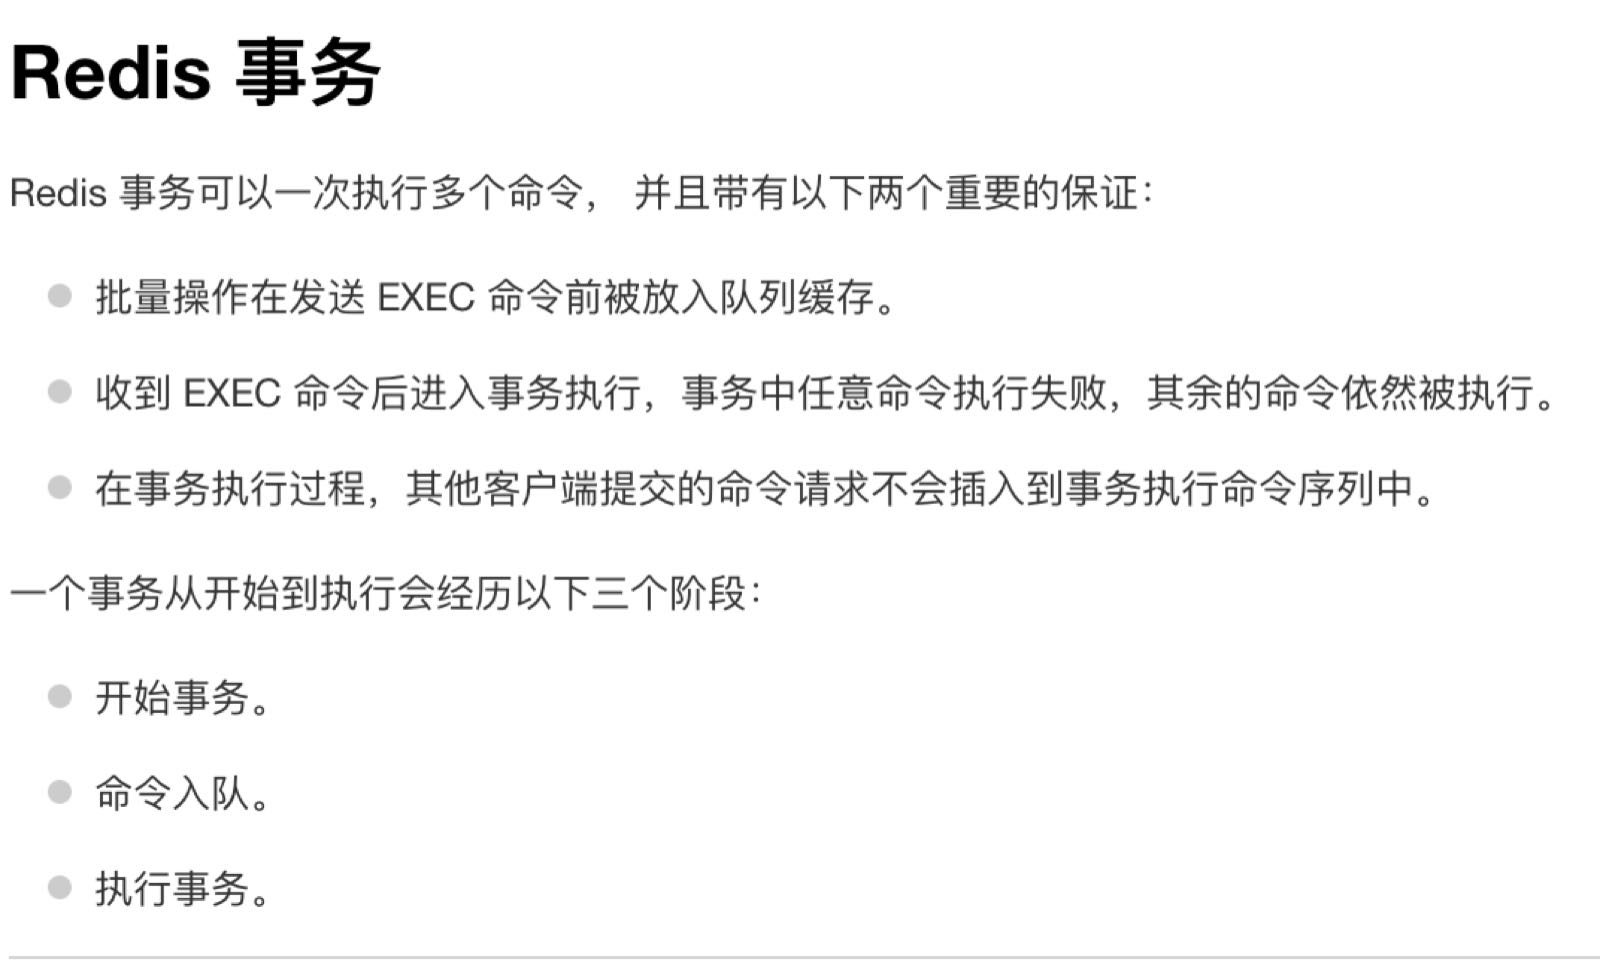 Redis 事务
Redis 事务可以一次执行多个命令， 并且带有以下两个重要的保证：
批量操作在发送 EXEC 命令前被放入队列缓存。
收到 EXEC 命令后进入事务执行，事务中任意命令执行失败，其余的命令依然被执行。
在事务执行过程，其他客户端提交的命令请求不会插入到事务执行命令序列中。
一个事务从开始到执行会经历以下三个阶段：
开始事务。
命令入队。
执行事务。